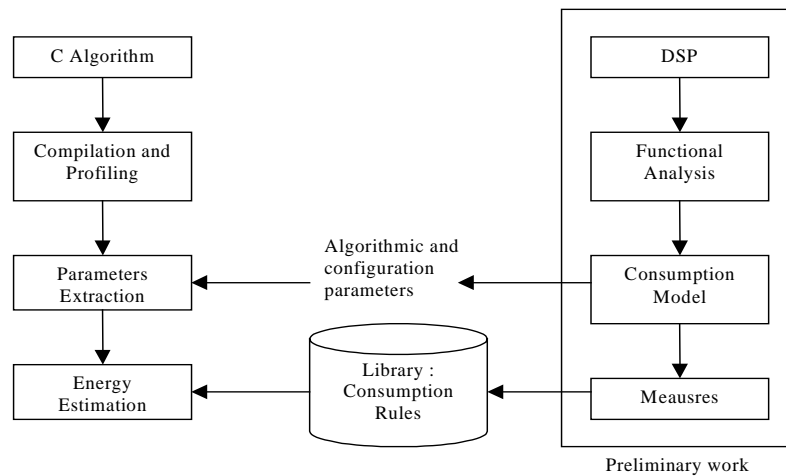 C Algorithm
Compilation and
Profiling
Parameters
Extraction
Energy
Estimation
Algorithmic and
configuration
parameters
Library :
Consumption
Rules
DSP
Functional
Analysis
Consumption
Model
Meausres
Preliminary work